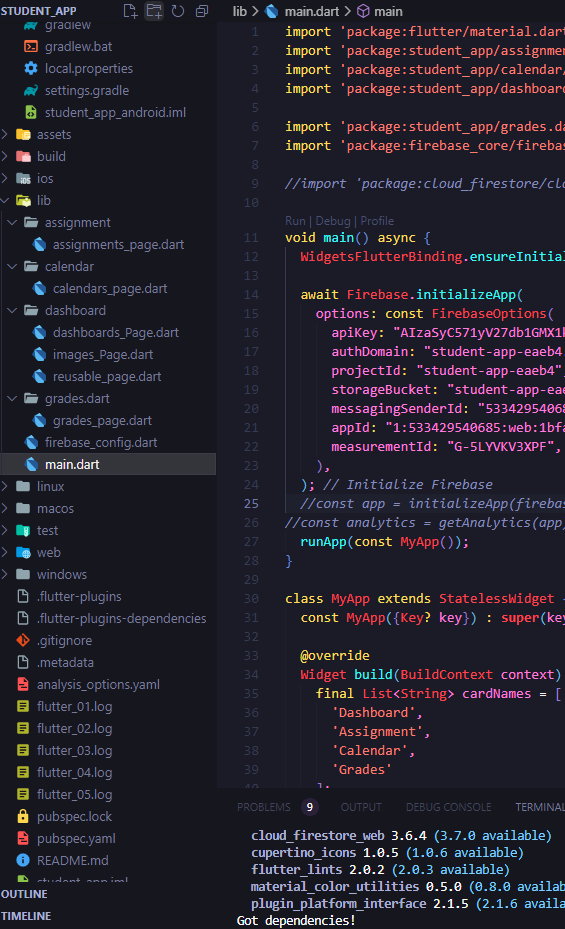 STUDENT_APP
gradlew
gradlew.bat
local.properties
settings.gradle
student_app_android.iml
assets
build
ios
lib
assignment
assignments_page.dart
calendar
calendars_page.dart
dashboard
dashboards_Page.dart
images_Page.dart
reusable_page.dart
grades.dart
grades_page.dart
firebase_config.dart
main.dart
linux
macos
test
web
windows
.flutter-plugins
.flutter-plugins-dependencies
.gitignore
.metadata
analysis_options.yaml
flutter_01.log
flutter_02.log
flutter_03.log
flutter_04.log
flutter_05.log
pubspec.lock
pubspec.yaml
README.md
student_app.iml
OUTLINE
TIMELINE
lib > main.dart > main
1 import 'package:flutter/material.dart
2 import 'package:student_app/assignme
3 import 'package:student_app/calendar/
4 import 'package:student_app/dashboard
5
6 import 'package:student_app/grades.da
7 import 'package:firebase_core/firebas
8
9 //import 'package:cloud_firestore/clo
10
Run | Debug | Profile
11 void main() async {
12 WidgetsFlutterBinding.ensureInitial
13
14 await Firebase.initializeApp(
15 options: const FirebaseOptions(
16 apiKey: "AIzaSyC571yV27db1GMX1
17 authDomain: "student-app-eaeb4
18 projectId: "student-app-eaeb4"
19 storageBucket: "student-app-eae
20 messagingSenderId: "53342954068
21 appId: "1:533429540685:web:1bfa
22 measurementId: "G-5LYVKV3XPF",
23 ),
24 ); // Initialize Firebase
25 //const app = initializeApp(firebas
26 //const analytics = getAnalytics(app)
27 runApp(const MyApp());
28 }
29
30 class MyApp extends StatelessWidget
31 const MyApp({Key? key}) : super(key
32
33 @override
34 Widget build(BuildContext context)
35 final List<String> cardNames = [
36 'Dashboard',
37 'Assignment',
38 'Calendar',
39 'Grades'
40 ];
PROBLEMS 9 OUTPUT DEBUG CONSOLE TERMINAL
cloud_firestore_web 3.6.4 (3.7.0 available)
cupertino_icons 1.0.5 (1.0.6 available)
flutter_lints 2.0.2 (2.0.3 available)
material_color_utilities 0.5.0 (0.8.0 availab
plugin_platform_interface 2.1.5 (2.1.6 availa
Got dependencies!